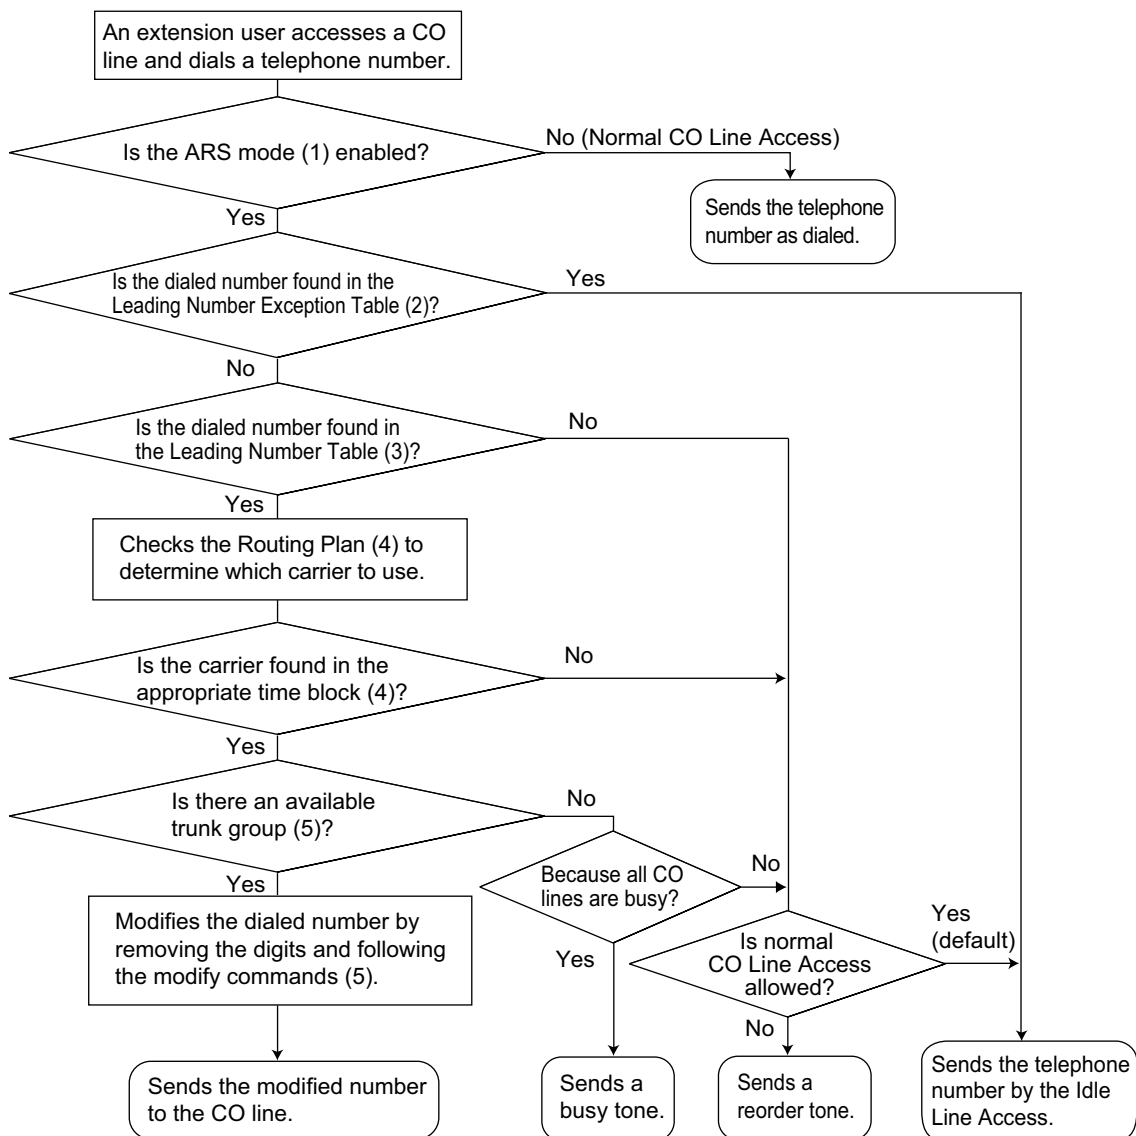 An extension user accesses a CO
line and dials a telephone number.
Is the ARS mode (1) enabled?
No (Normal CO Line Access)
Sends the telephone
number as dialed.
Yes
Is the dialed number found in the
Leading Number Exception Table (2)?
Yes
No
Is the dialed number found in
the Leading Number Table (3)?
No
Yes
Checks the Routing Plan (4) to
determine which carrier to use.
Is the carrier found in the
appropriate time block (4)?
No
Yes
Is there an available
trunk group (5)?
No
Because all CO
lines are busy?
No
Yes
Yes
Modifies the dialed number by
removing the digits and following
the modify commands (5).
Is normal
CO Line Access
allowed?
Yes
(default)
No
Sends the modified number
to the CO line.
Sends a
busy tone.
Sends a
reorder tone.
Sends the telephone
number by the Idle
Line Access.